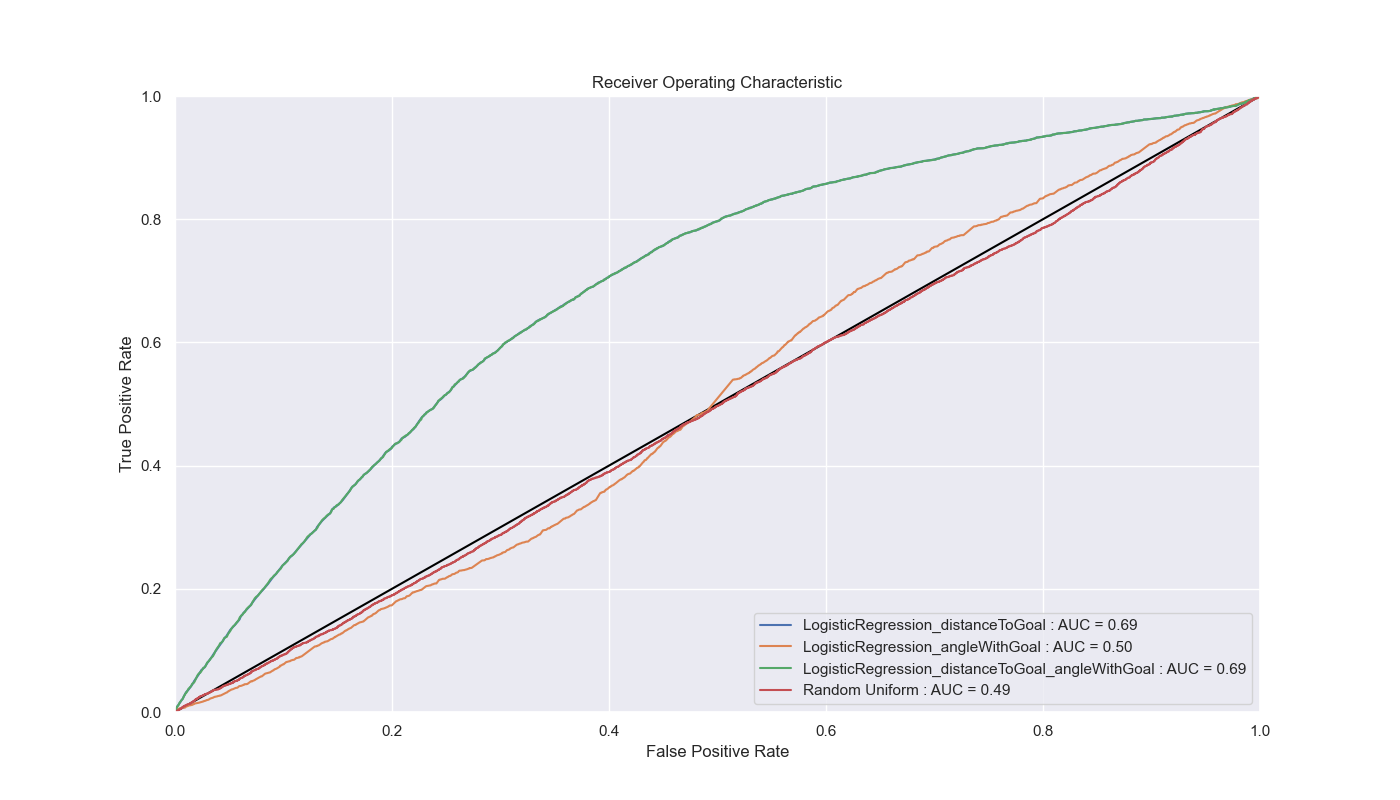 Receiver Operating Characteristic
1.0
0.8
0.6
0.4
0.2
0.0
True Positive Rate
0.0 0.2 0.4 0.6 0.8 1.0
False Positive Rate
LogisticRegression_distanceToGoal : AUC = 0.69
LogisticRegression_angleWithGoal : AUC = 0.50
LogisticRegression_distanceToGoal_angleWithGoal : AUC = 0.69
Random Uniform : AUC = 0.49